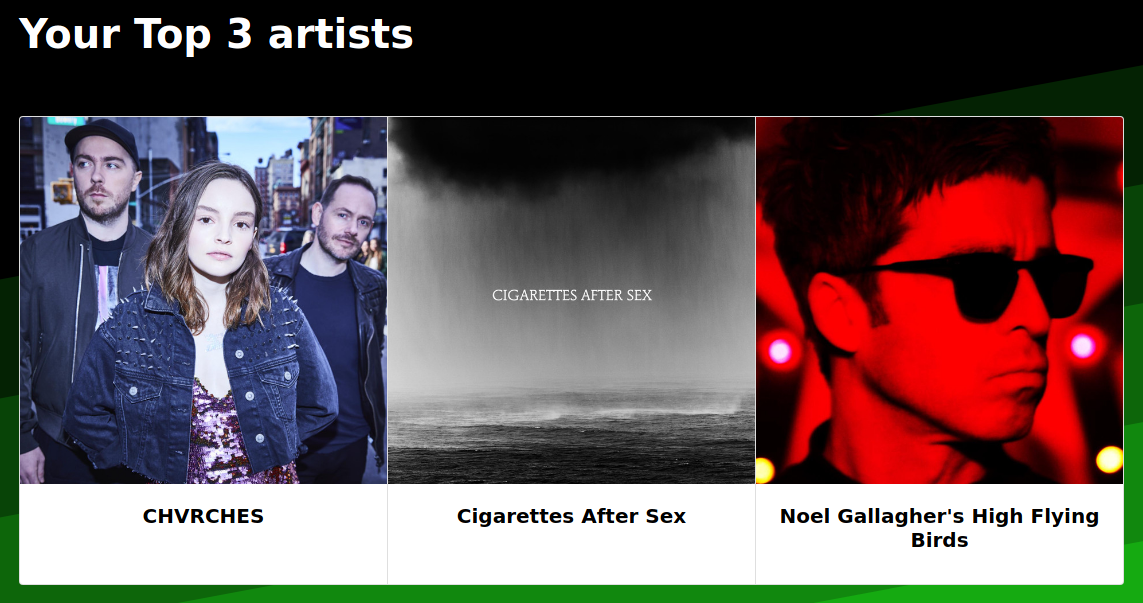 Your Top 3 artists
CIGARETTES AFTER SEX
CHVRCHES
Cigarettes After Sex
Noel Gallagher's High Flying
Birds